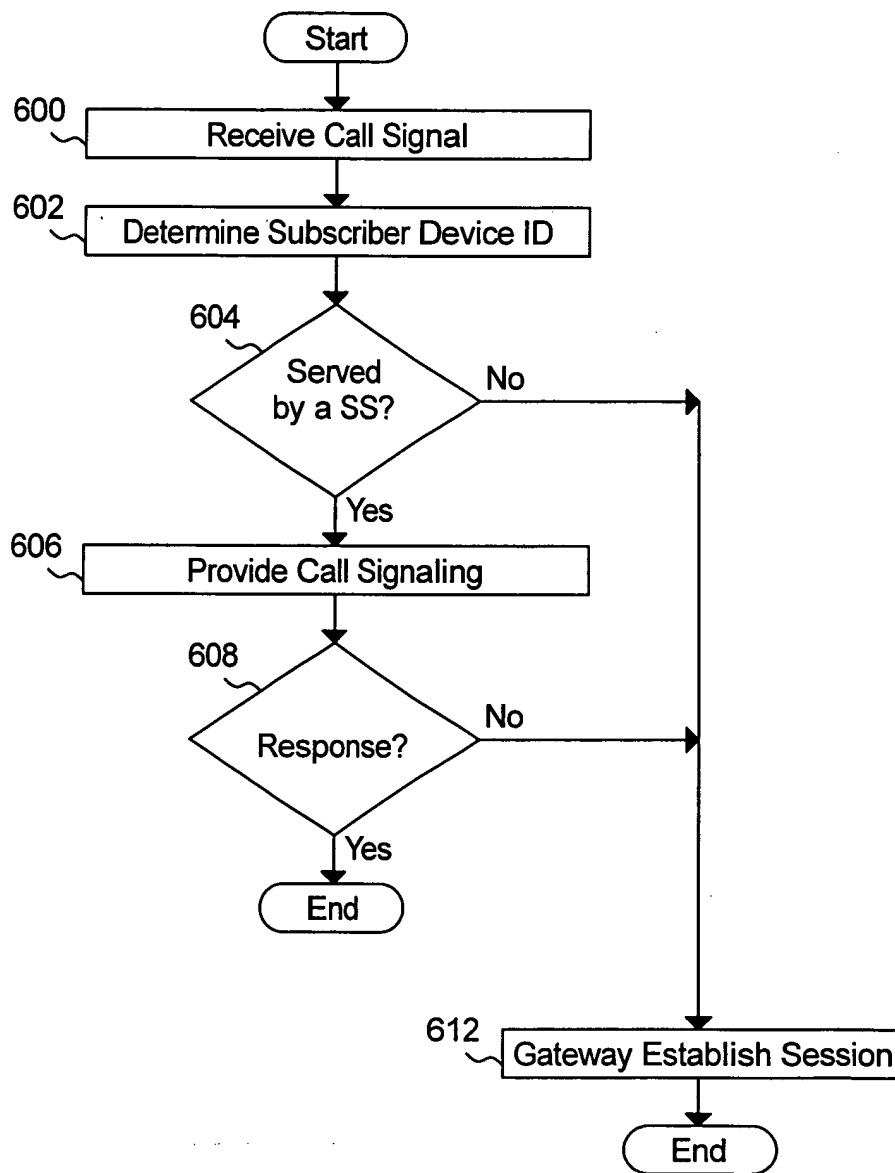 Start
600
Receive Call Signal
602
Determine Subscriber Device ID
604
Served
by a SS?
No
Yes
606
Provide Call Signaling
608
Response?
No
Yes
End
612
Gateway Establish Session
End